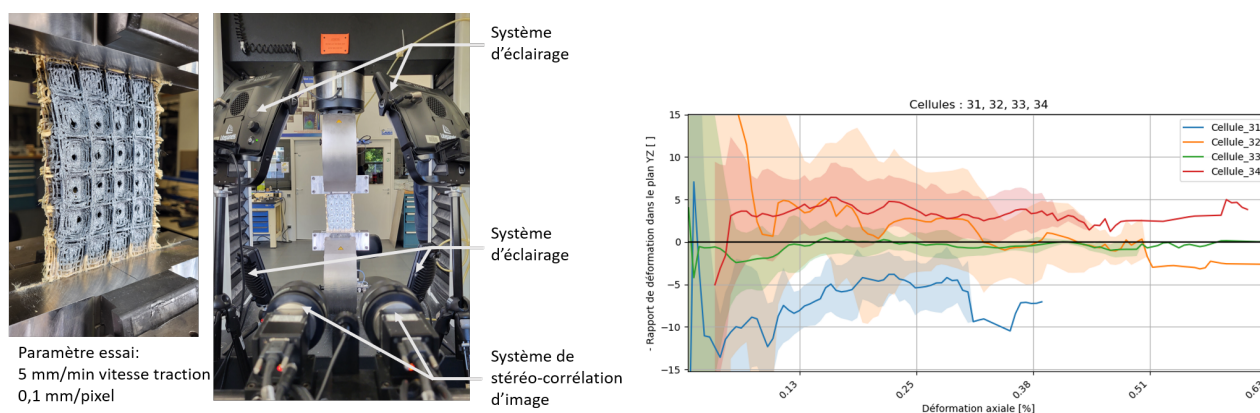 Système
d'éclairage
Système
d'éclairage
Système de
stéréo-corrélation
d'image
Paramètre essai:
5 mm/min vitesse traction
0,1 mm/pixel
Cellules : 31, 32, 33, 34
- Rapport de déformation dans le plan YZ [ ]
15
10
5
0
−5
−10
−15
Cellule_31
Cellule_32
Cellule_33
Cellule_34
0.13
0.25
0.38
0.51
0.63
Déformation axiale [%]